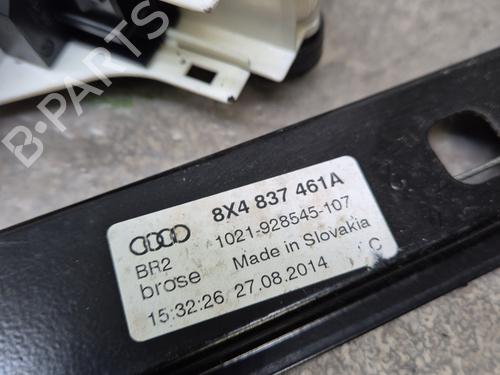 B-PARTS
8X4 837 461A
1021-928545-107
BR2
Made in Slovakia
brose
C
15:32:26 27.08.2014